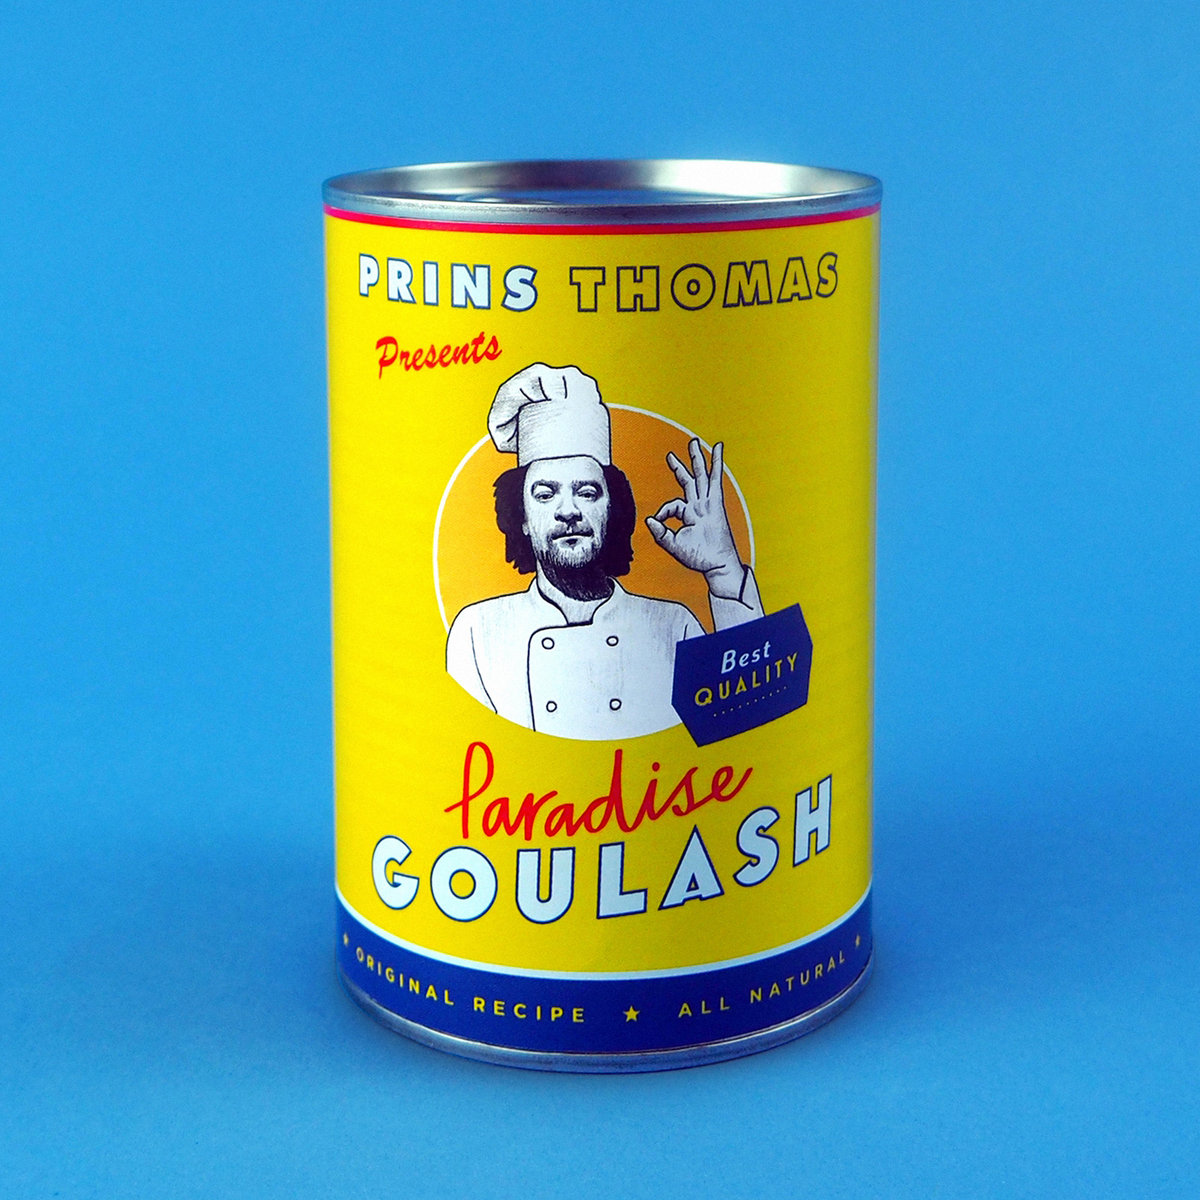 PRINS THOMAS
Presents
Best
QUALITY
Paradise
GOULASH
★ ORIGINAL RECIPE ★ ALL NATURAL ★